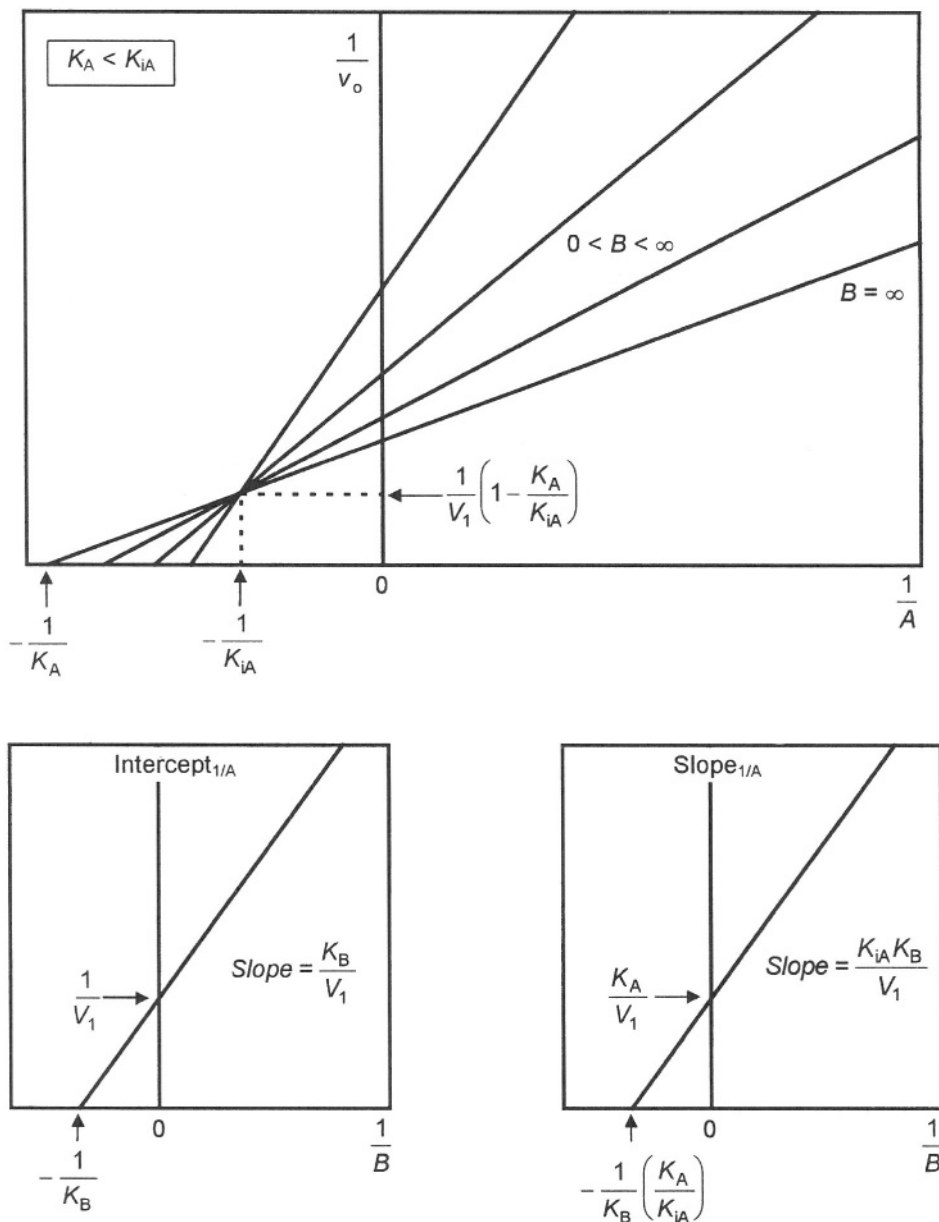 K_A < K_iA
1/v_o
0 < B < ∞
B = ∞
1/V_1 (1 − K_A/K_iA)
0
1/A
−1/K_A
−1/K_iA
Intercept_1/A
Slope = K_B/V_1
1/V_1
0
1/B
−1/K_B
Slope_1/A
Slope = K_iA K_B/V_1
K_A/V_1
0
1/B
−1/K_B (K_A/K_iA)